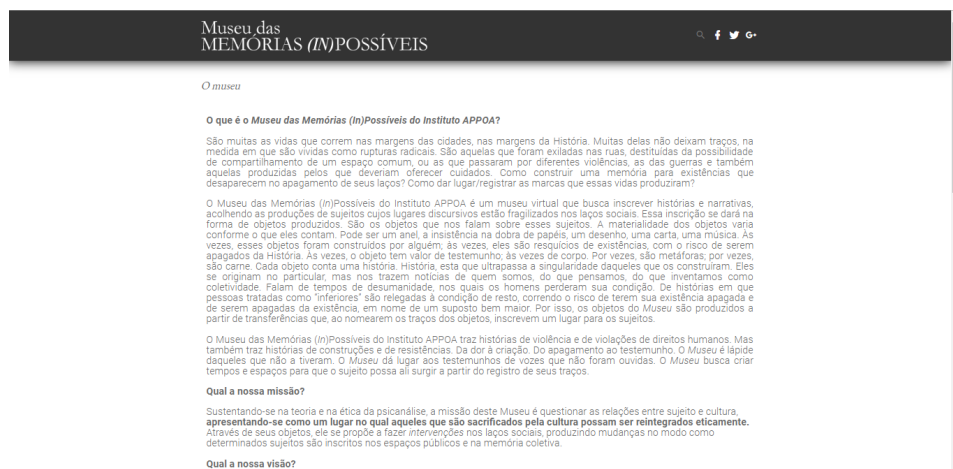 Museu das
MEMÓRIAS (IN)POSSÍVEIS
O museu
O que é o Museu das Memórias (In)Possíveis do Instituto APPOA?
São muitas as vidas que correm nas margens das cidades, nas margens da História. Muitas delas não deixam traços, na
medida em que são vividas como rupturas radicais. São aquelas que foram exiladas nas ruas, destituídas da possibilidade
de compartilhamento de um espaço comum, ou as que passaram por diferentes violências, as das guerras e também
aquelas produzidas pelos que deveriam oferecer cuidados. Como construir uma memória para existências que
desaparecem no apagamento de seus laços? Como dar lugar/registrar as marcas que essas vidas produziram?
O Museu das Memórias (In)Possíveis do Instituto APPOA é um museu virtual que busca inscrever histórias e narrativas,
acolhendo as produções de sujeitos cujos lugares discursivos estão fragilizados nos laços sociais. Essa inscrição se dará na
forma de objetos produzidos. São os objetos que nos falam sobre esses sujeitos. A materialidade dos objetos varia
conforme o que eles contam. Pode ser um anel, a insistência na dobra de papéis, um desenho, uma carta, uma música. Às
vezes, esses objetos foram construídos por alguém; às vezes, eles são resquícios de existências, com o risco de serem
apagados da História. Às vezes, o objeto tem valor de testemunho; às vezes de corpo. Por vezes, são metáforas; por vezes,
são carne. Cada objeto conta uma história. História, esta que ultrapassa a singularidade daqueles que os construíram. Eles
se originam no particular, mas nos trazem notícias de quem somos, do que pensamos, do que inventamos como
coletividade. Falam de tempos de desumanidade, nos quais os homens perderam sua condição. De histórias em que
pessoas tratadas como "inferiores" são relegadas à condição de resto, correndo o risco de terem sua existência apagada e
de serem apagadas da existência, em nome de um suposto bem maior. Por isso, os objetos do Museu são produzidos a
partir de transferências que, ao nomearem os traços dos objetos, inscrevem um lugar para os sujeitos.
O Museu das Memórias (In)Possíveis do Instituto APPOA traz histórias de violência e de violações de direitos humanos. Mas
também traz histórias de construções e de resistências. Da dor à criação. Do apagamento ao testemunho. O Museu é lápide
daqueles que não a tiveram. O Museu dá lugar aos testemunhos de vozes que não foram ouvidas. O Museu busca criar
tempos e espaços para que o sujeito possa ali surgir a partir do registro de seus traços.
Qual a nossa missão?
Sustentando-se na teoria e na ética da psicanálise, a missão deste Museu é questionar as relações entre sujeito e cultura,
apresentando-se como um lugar no qual aqueles que são sacrificados pela cultura possam ser reintegrados eticamente.
Através de seus objetos, ele se propõe a fazer intervenções nos laços sociais, produzindo mudanças no modo como
determinados sujeitos são inscritos nos espaços públicos e na memória coletiva.
Qual a nossa visão?